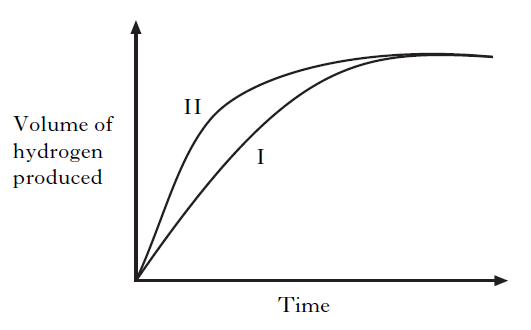 II
Volume of
hydrogen
produced
I
Time